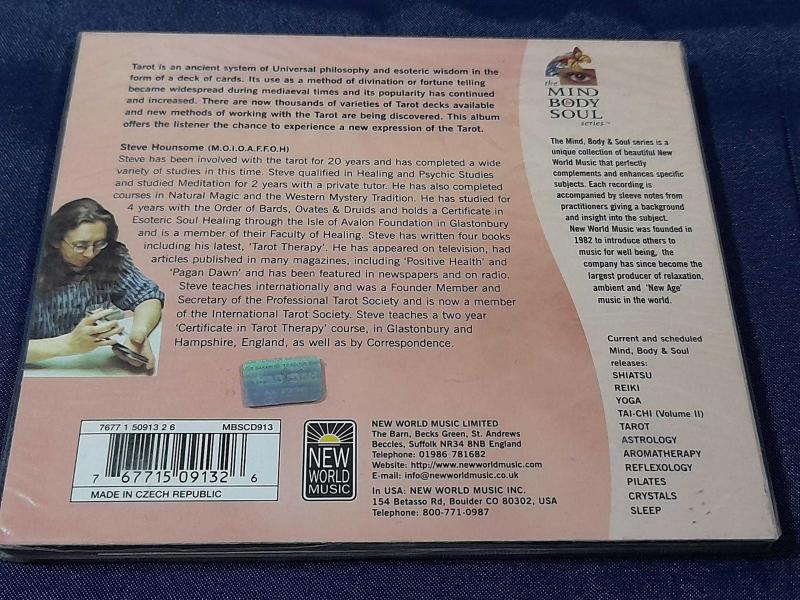 Tarot is an ancient system of Universal philosophy and esoteric wisdom in the
form of a deck of cards. Its use as a method of divination or fortune telling
became widespread during mediaeval times and its popularity has continued
and increased. There are now thousands of varieties of Tarot decks available
and new methods of working with the Tarot are being discovered. This album
offers the listener the chance to experience a new expression of the Tarot.
Steve Hounsome (M.O.I.O.A.F.F.O.H)
Steve has been involved with the tarot for 20 years and has completed a wide
variety of studies in this time. Steve qualified in Healing and Psychic Studies
and studied Meditation for 2 years with a private tutor. He has also completed
courses in Natural Magic and the Western Mystery Tradition. He has studied for
4 years with the Order of Bards, Ovates & Druids and holds a Certificate in
Esoteric Soul Healing through the Isle of Avalon Foundation in Glastonbury
and is a member of their Faculty of Healing. Steve has written four books
including his latest, 'Tarot Therapy'. He has appeared on television, had
articles published in many magazines, including 'Positive Health' and
'Pagan Dawn' and has been featured in newspapers and on radio.
Steve teaches internationally and was a Founder Member and
Secretary of the Professional Tarot Society and is now a member
of the International Tarot Society. Steve teaches a two year
'Certificate in Tarot Therapy' course, in Glastonbury and
Hampshire, England, as well as by Correspondence.
the
MIND
BODY
SOUL
series™
The Mind, Body & Soul series is a
unique collection of beautiful New
World Music that perfectly
complements and enhances specific
subjects. Each recording is
accompanied by sleeve notes from
practitioners giving a background
and insight into the subject.
New World Music was founded in
1982 to introduce others to
music for well being, the
company has since become the
largest producer of relaxation,
ambient and 'New Age'
music in the world.
Current and scheduled
Mind, Body & Soul
releases:
SHIATSU
REIKI
YOGA
TAI-CHI (Volume II)
TAROT
ASTROLOGY
AROMATHERAPY
REFLEXOLOGY
PILATES
CRYSTALS
SLEEP
7677 1 50913 2 6 MBSCD913
7 67715 09132 6
MADE IN CZECH REPUBLIC
NEW
WORLD
MUSIC
NEW WORLD MUSIC LIMITED
The Barn, Becks Green, St. Andrews
Beccles, Suffolk NR34 8NB England
Telephone: 01986 781682
Website: http://www.newworldmusic.com
E-mail: info@newworldmusic.co.uk
In USA: NEW WORLD MUSIC INC.
154 Betasso Rd, Boulder CO 80302, USA
Telephone: 800-771-0987